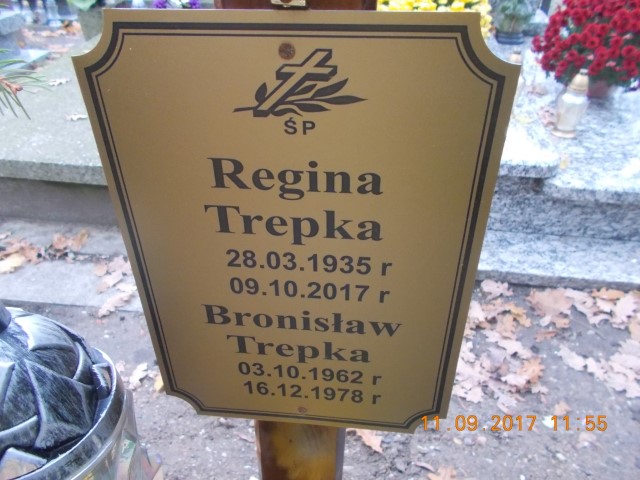 ŚP
Regina
Trepka
28.03.1935 r
09.10.2017 r
Bronisław
Trepka
03.10.1962 r
16.12.1978 r
11.09.2017 11:55